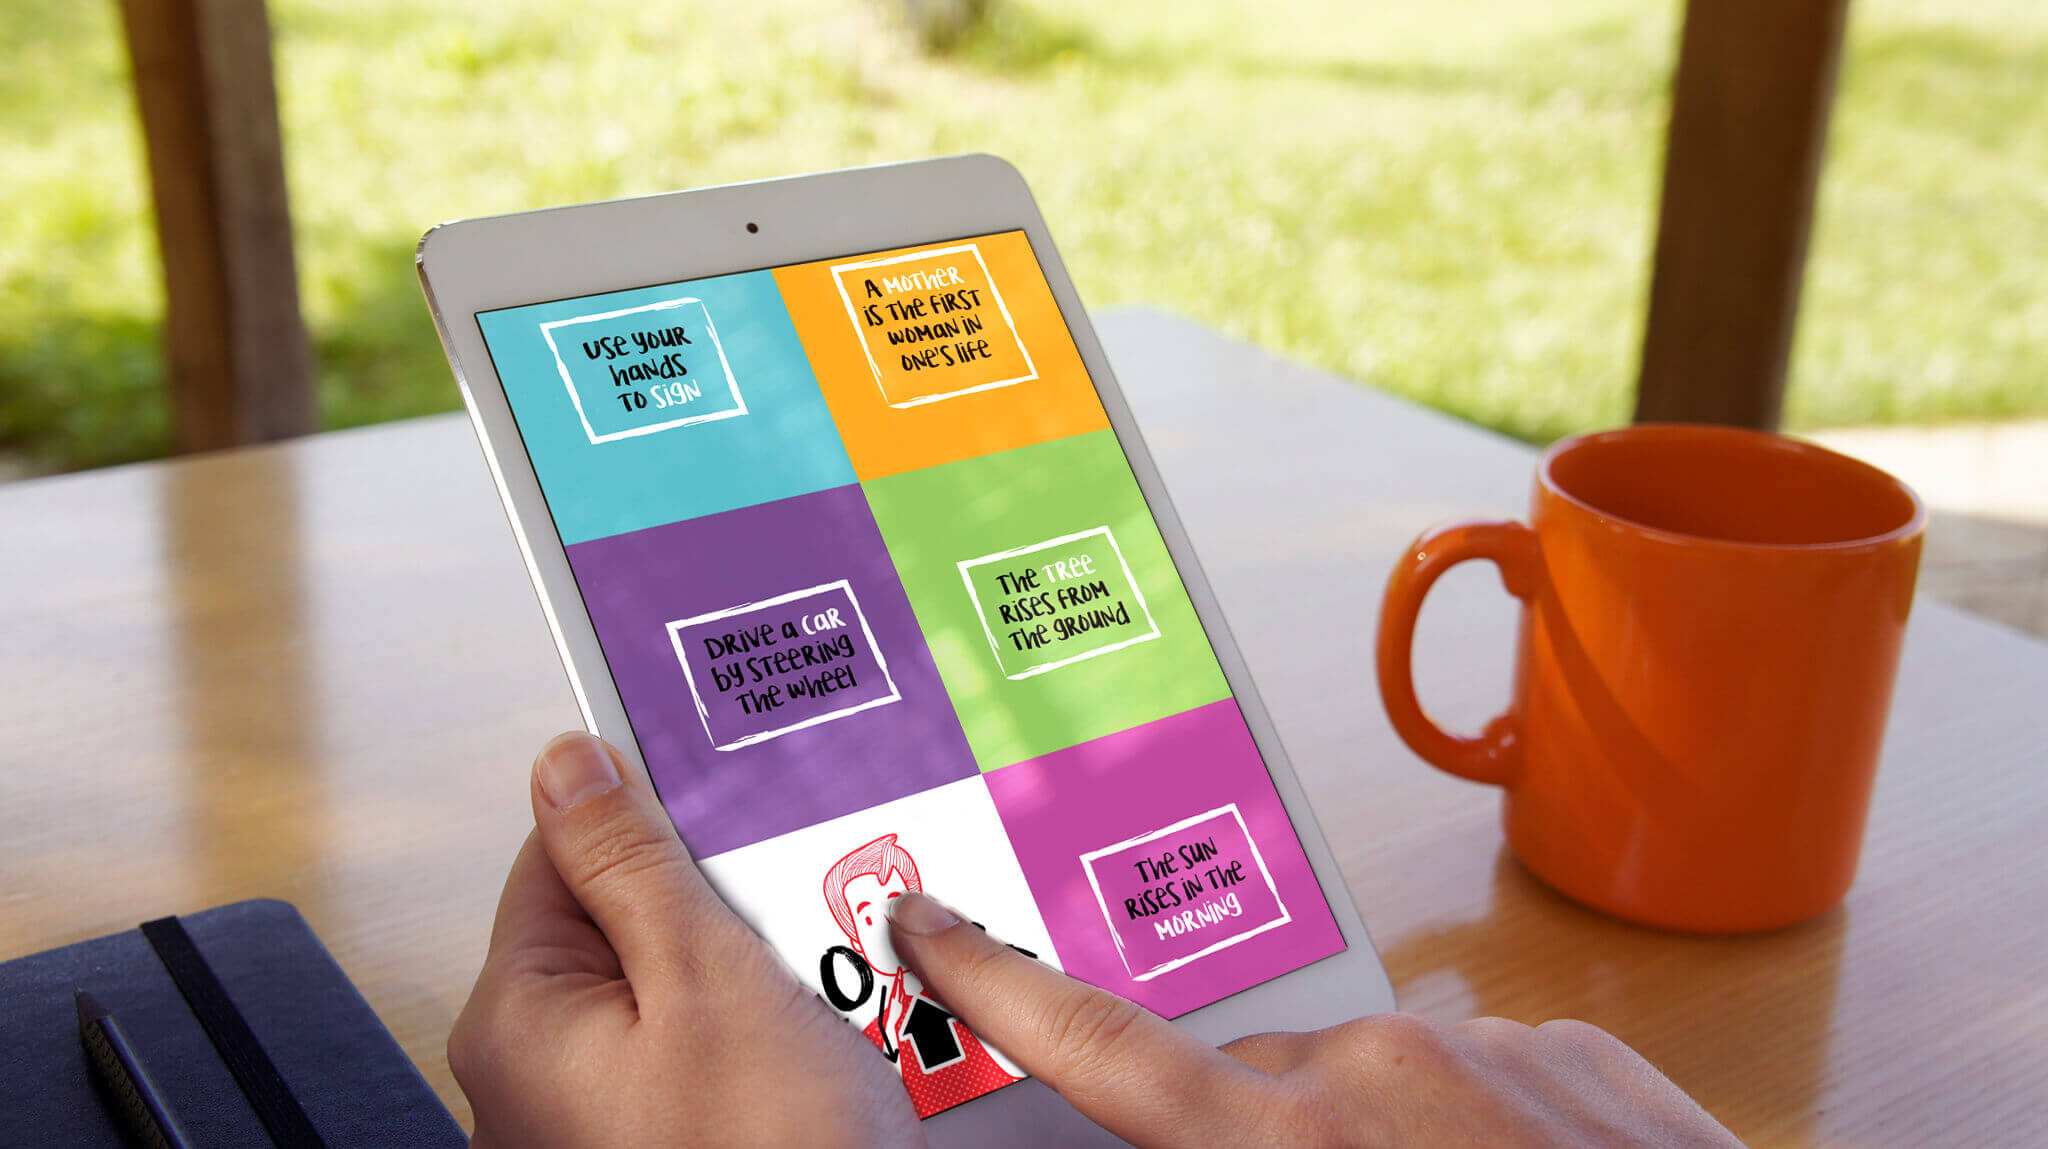 Use your
hands
to sign
A mother
is the first
woman in
one's life
Drive a car
by steering
the wheel
The tree
rises from
the ground
The sun
rises in the
morning